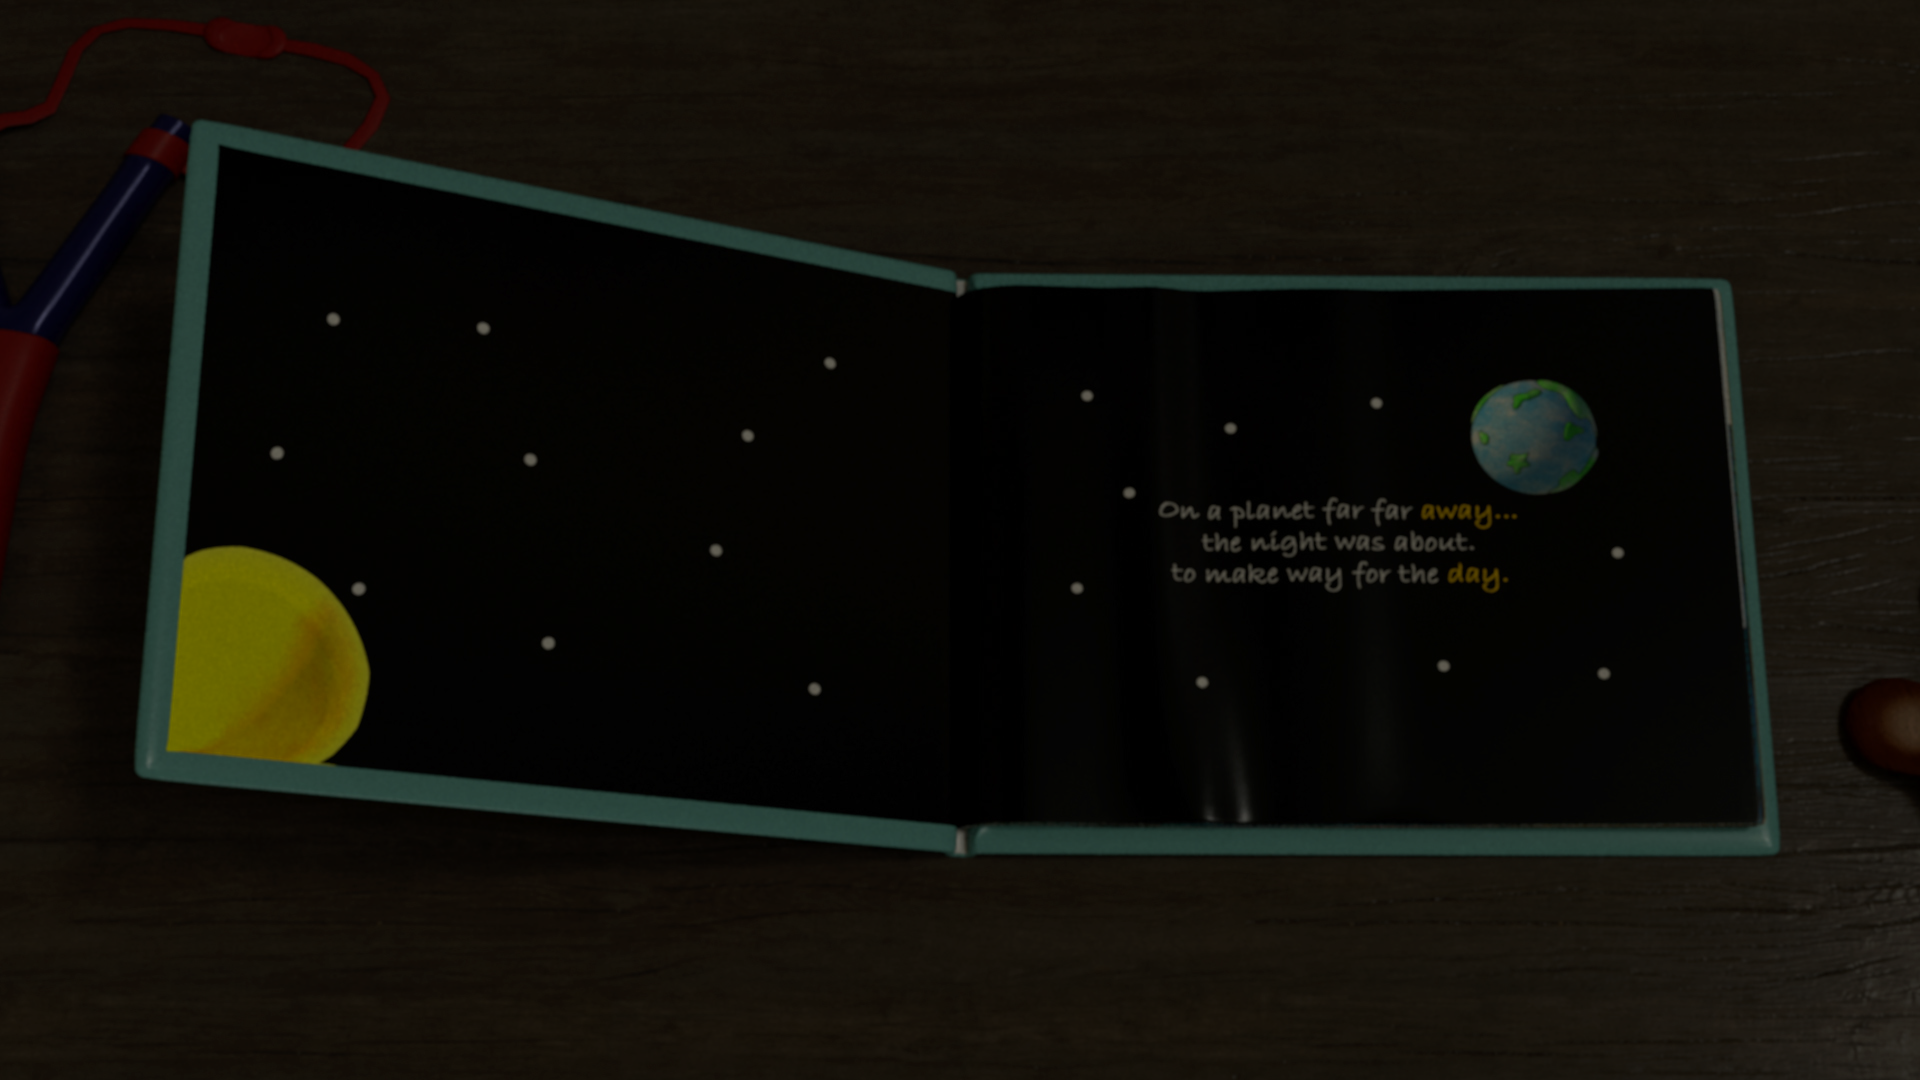 On a planet far far away...
the night was about.
to make way for the day.